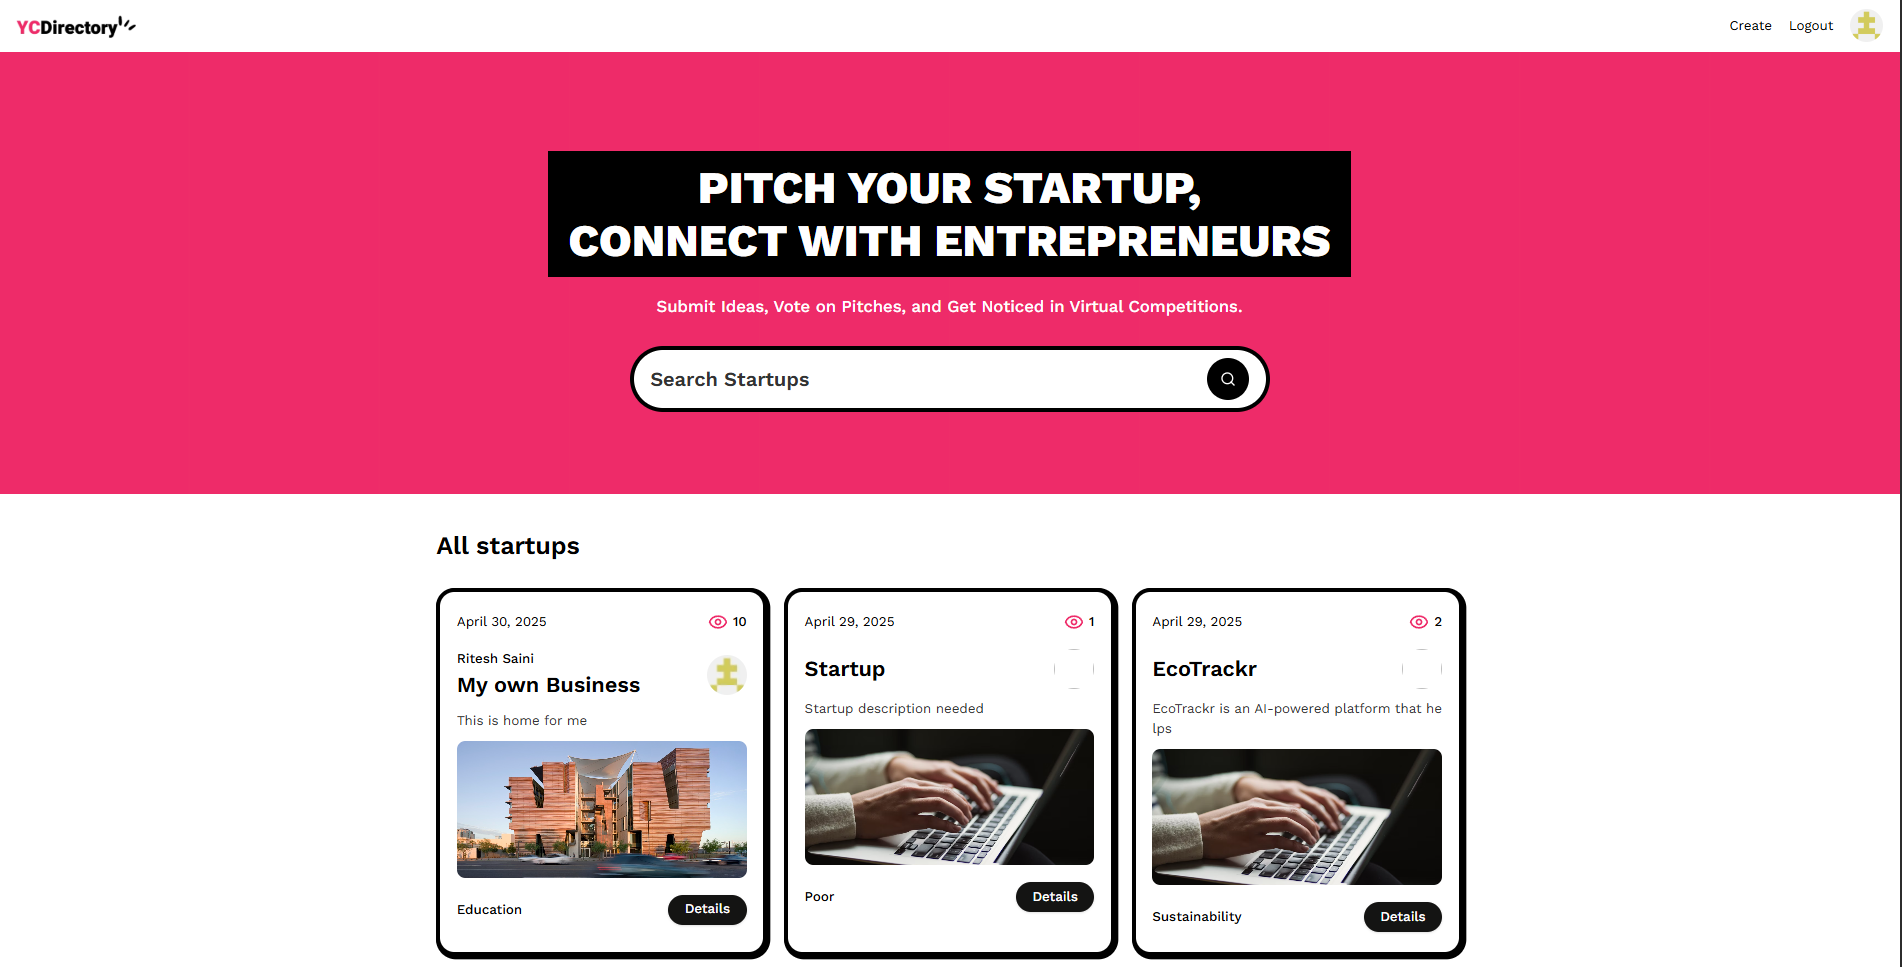 YCDirectory
Create
Logout
PITCH YOUR STARTUP,
CONNECT WITH ENTREPRENEURS
Submit Ideas, Vote on Pitches, and Get Noticed in Virtual Competitions.
Search Startups
All startups
April 30, 2025
10
Ritesh Saini
My own Business
This is home for me
Education
Details
April 29, 2025
1
Startup
Startup description needed
Poor
Details
April 29, 2025
2
EcoTrackr
EcoTrackr is an AI-powered platform that he
lps
Sustainability
Details